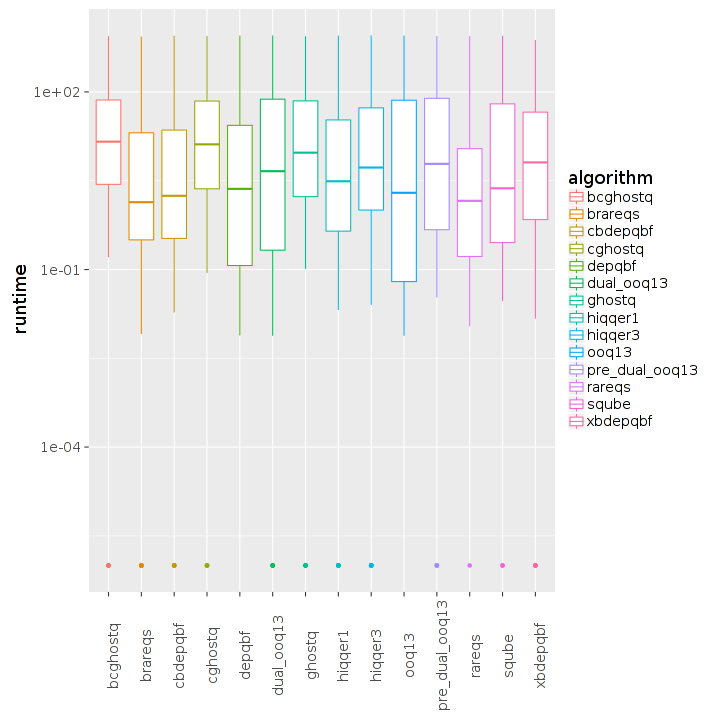 1e+02
1e-01
1e-04
runtime
bcghostq
brareqs
cbdepqbf
cghostq
depqbf
dual_ooq13
ghostq
hiqqer1
hiqqer3
ooq13
pre_dual_ooq13
rareqs
sqube
xbdepqbf
algorithm
bcghostq
brareqs
cbdepqbf
cghostq
depqbf
dual_ooq13
ghostq
hiqqer1
hiqqer3
ooq13
pre_dual_ooq13
rareqs
sqube
xbdepqbf